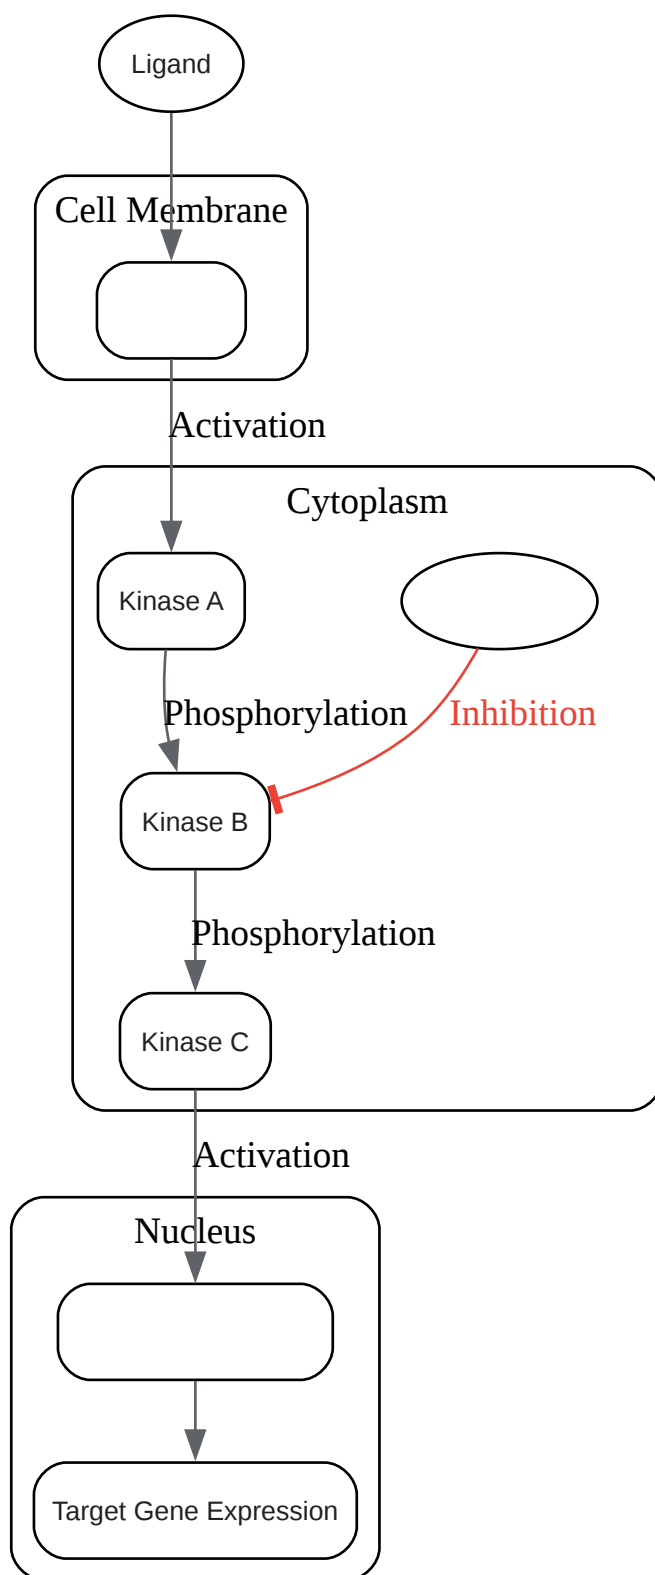 Ligand
Cell Membrane
Activation
Cytoplasm
Kinase A
Phosphorylation
Inhibition
Kinase B
Phosphorylation
Kinase C
Activation
Nucleus
Target Gene Expression